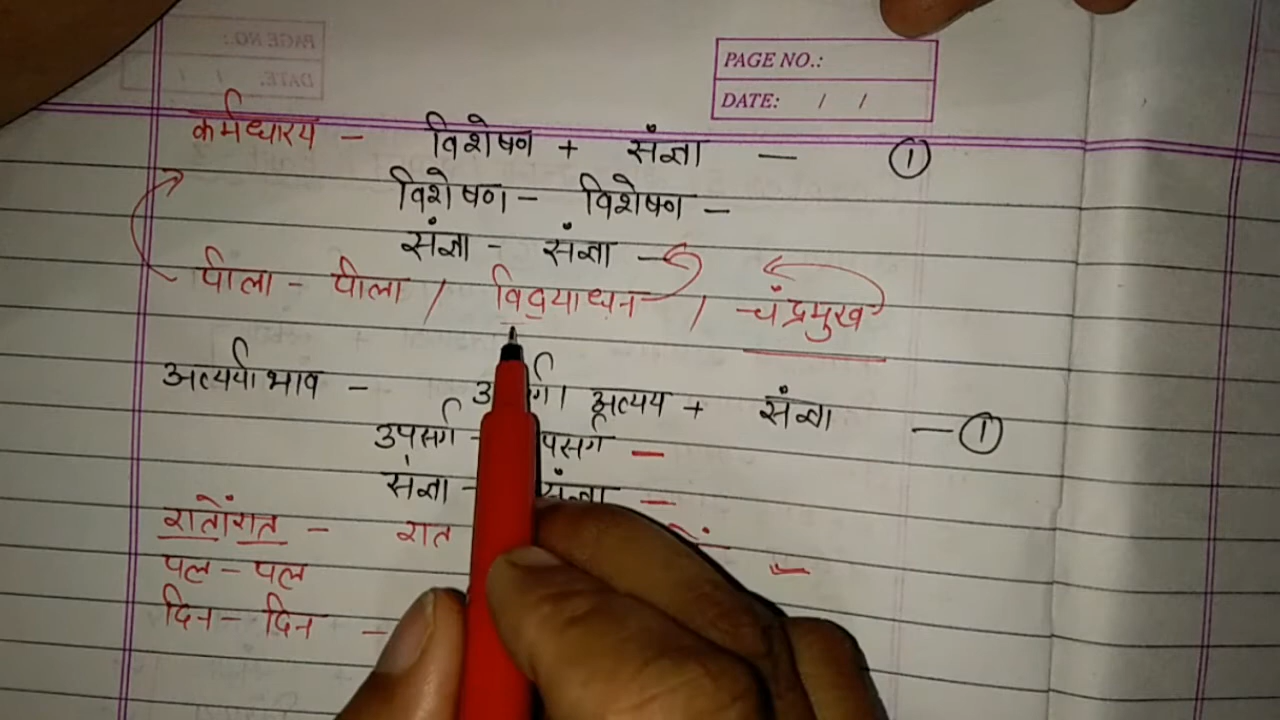 PAGE NO.:
DATE: / /
कर्मधारय - विशेषण + संज्ञा - ①
विशेषण - विशेषण -
संज्ञा - संज्ञा -
पीला - पीला / विद्याधन / चंद्रमुख
अव्ययीभाव - अव्यय + संज्ञा - ①
उपसर्ग - -
संज्ञा - संज्ञा -
रातोंरात - रात
पल - पल
दिन - दिन -